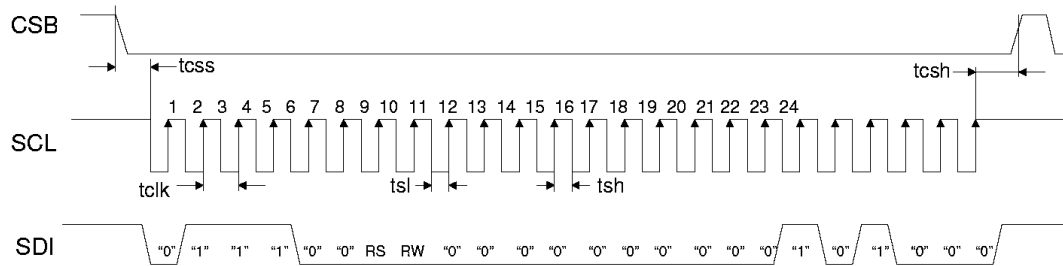 CSB
tcss
tcsh
1 2 3 4 5 6 7 8 9 10 11 12 13 14 15 16 17 18 19 20 21 22 23 24
SCL
tclk
tsl
tsh
SDI
“0” “1” ”1” “1” “0” “0” RS RW “0” “0” “0” “0” “0” “0” “0” “0” “0” “0” “1” “0” “1” “0” “0” “0”